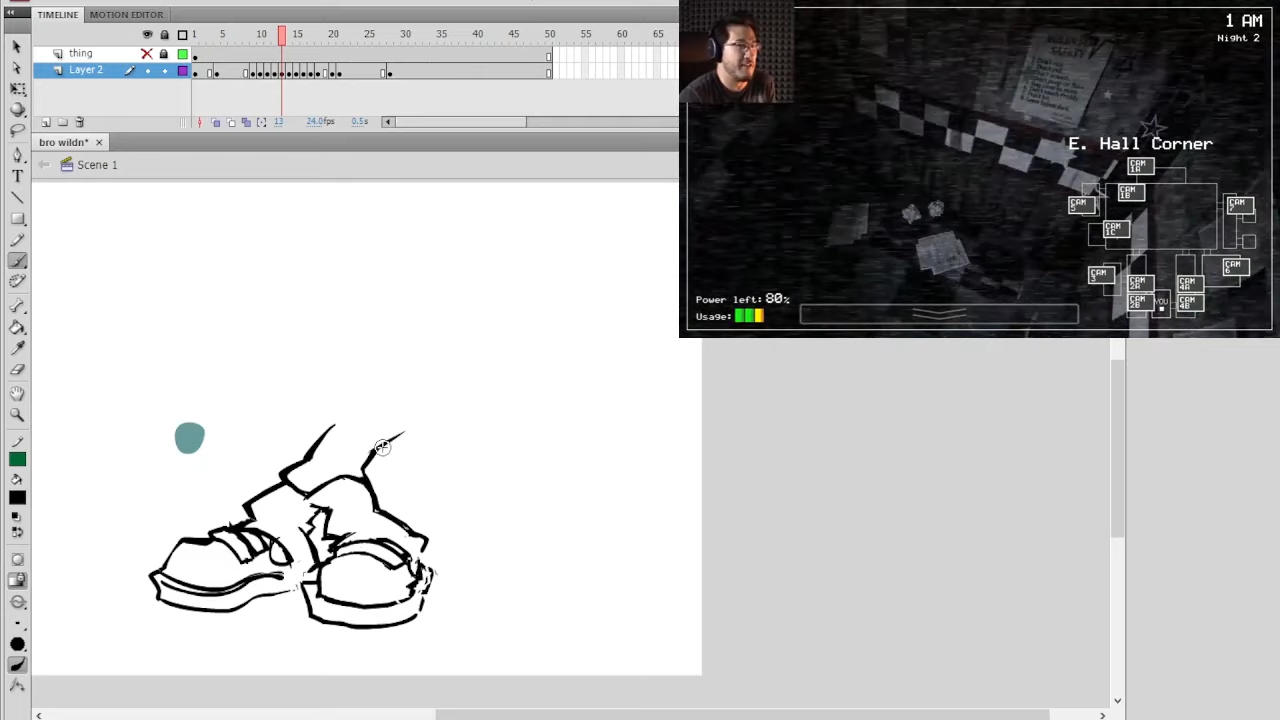 TIMELINE MOTION EDITOR
1 5 10 15 20 25 30 35 40 45 50 55 60 65
thing
Layer 2
13 24.0fps 0.5s
bro wildn* ×
Scene 1
1 AM
Night 2
E. Hall Corner
CAM 1A
CAM 1B
CAM 5
CAM 7
CAM 1C
CAM 3
CAM 6
CAM 2A
CAM 4A
CAM 2B
YOU
CAM 4B
Power left: 80%
Usage: